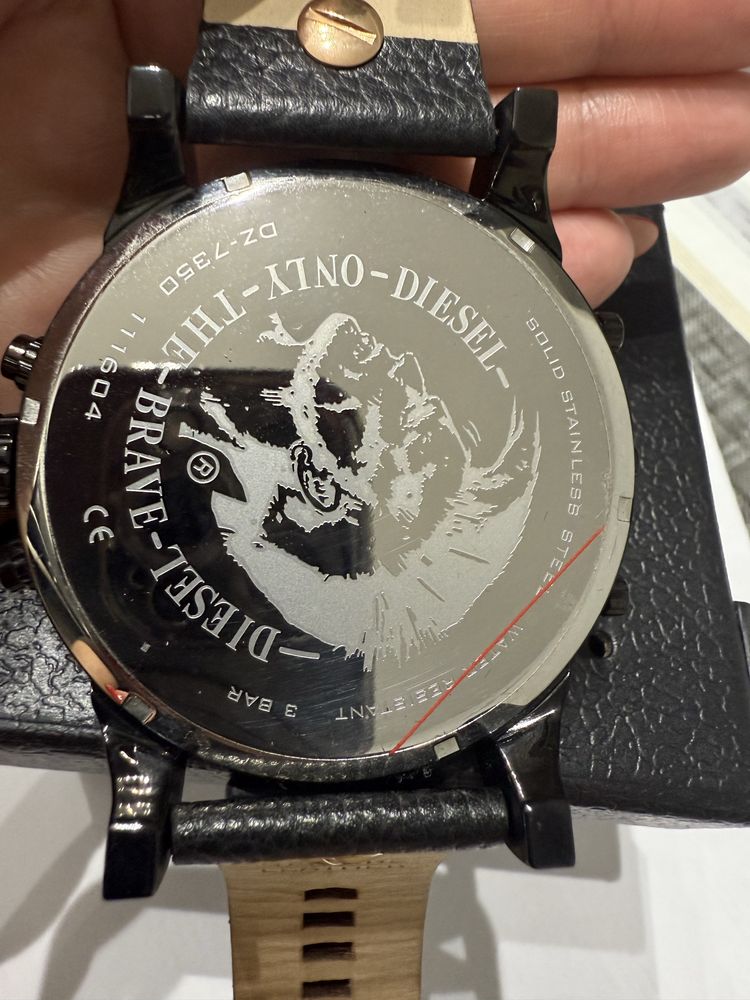 DIESEL-BRAVE-THE-ONLY-DIESEL-
®
DZ-7350 111604
CE
3 BAR WATER RESISTANT
SOLID STAINLESS STEEL